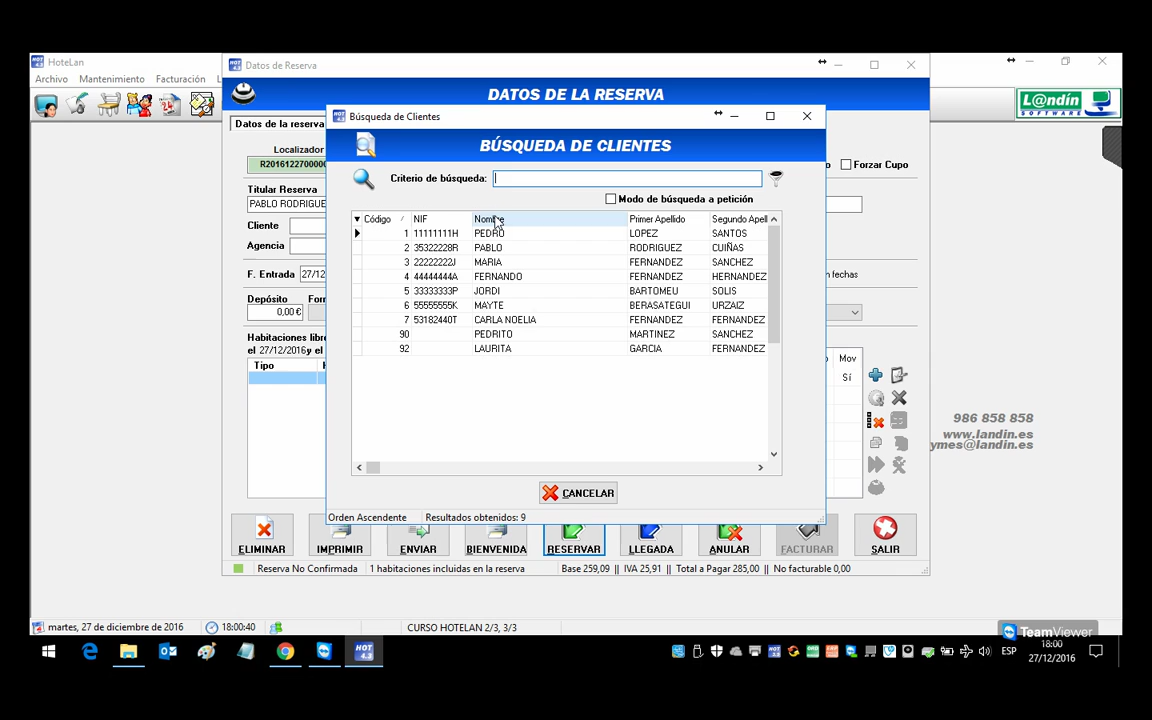 HoteLan
Archivo Mantenimiento Facturación
Datos de Reserva
DATOS DE LA RESERVA
L@ndín
SOFTWARE
Datos de la reserva
Localizador
R2016122700000
Forzar Cupo
Titular Reserva
PABLO RODRIGUE
Cliente
Agencia
F. Entrada 27/12
n fechas
Depósito
0,00 €
Habitaciones libre
el 27/12/2016 y el
Tipo
Mov
Sí
Búsqueda de Clientes
BÚSQUEDA DE CLIENTES
Criterio de búsqueda:
Modo de búsqueda a petición
Código NIF Nombre Primer Apellido Segundo Apell
1 11111111H PEDRO LOPEZ SANTOS
2 35322228R PABLO RODRIGUEZ CUIÑAS
3 22222222J MARIA FERNANDEZ SANCHEZ
4 44444444A FERNANDO FERNANDEZ HERNANDEZ
5 33333333P JORDI BARTOMEU SOLIS
6 55555555K MAYTE BERASATEGUI URZAIZ
7 53182440T CARLA NOELIA FERNANDEZ FERNANDEZ
90 PEDRITO MARTINEZ SANCHEZ
92 LAURITA GARCIA FERNANDEZ
CANCELAR
Orden Ascendente Resultados obtenidos: 9
986 858 858
www.landin.es
ymes@landin.es
ELIMINAR IMPRIMIR ENVIAR BIENVENIDA RESERVAR LLEGADA ANULAR FACTURAR SALIR
Reserva No Confirmada 1 habitaciones incluidas en la reserva Base 259,09 || IVA 25,91 || Total a Pagar 285,00 || No facturable 0,00
martes, 27 de diciembre de 2016 18:00:40 CURSO HOTELAN 2/3, 3/3
TeamViewer
HOT 4.3
ESP
18:00
27/12/2016